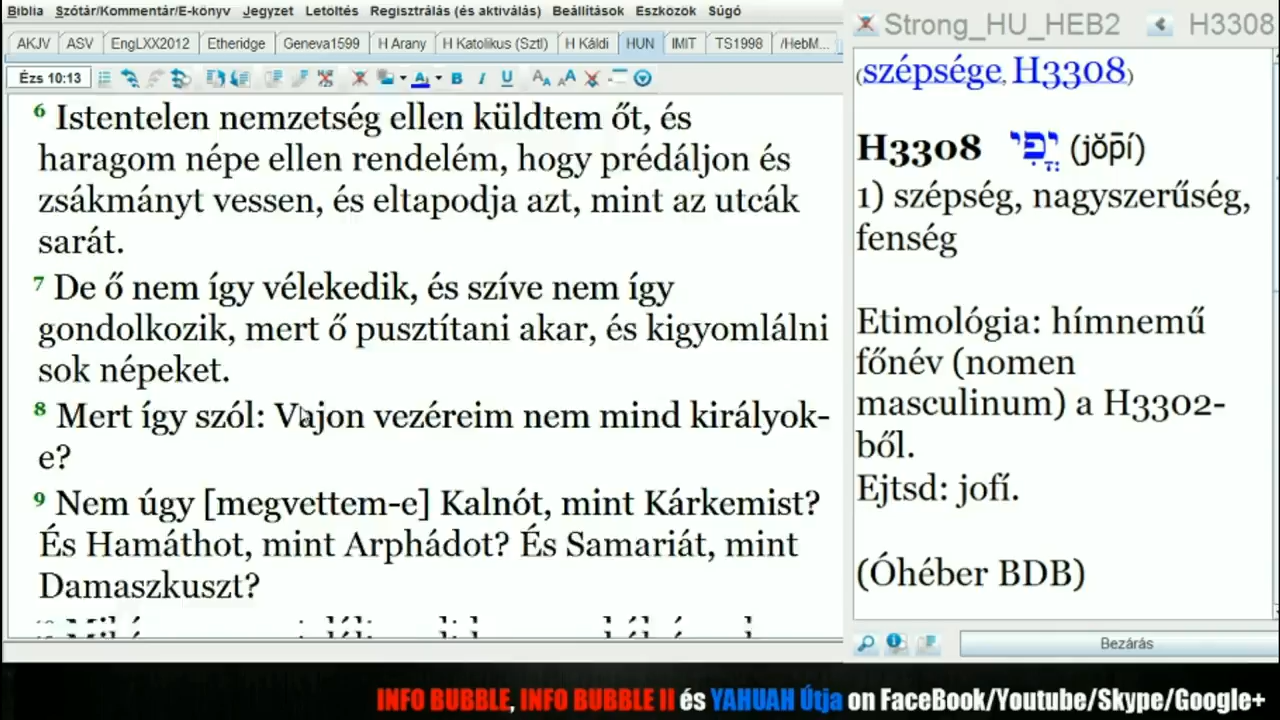 Biblia Szótár/Kommentár/E-könyv Jegyzet Letöltés Regisztrálás (és aktiválás) Beállítások Eszközök Súgó
AKJV ASV EngLXX2012 Etheridge Geneva1599 H Arany H Katolikus (SztI) H Káldi HUN IMIT TS1998 /HebM...
Ézs 10:13
6 Istentelen nemzetség ellen küldtem őt, és
haragom népe ellen rendelém, hogy prédáljon és
zsákmányt vessen, és eltapodja azt, mint az utcák
sarát.
7 De ő nem így vélekedik, és szíve nem így
gondolkozik, mert ő pusztítani akar, és kigyomlálni
sok népeket.
8 Mert így szól: Vajon vezéreim nem mind királyok-
e?
9 Nem úgy [megvettem-e] Kalnót, mint Kárkemist?
És Hamáthot, mint Arphádot? És Samariát, mint
Damaszkuszt?
Strong_HU_HEB2 H3308
(szépsége, H3308)
H3308 יֳפִי (jŏp̄í)
1) szépség, nagyszerűség,
fenség
Etimológia: hímnemű
főnév (nomen
masculinum) a H3302-
ből.
Ejtsd: jofí.
(Óhéber BDB)
Bezárás
INFO BUBBLE, INFO BUBBLE II és YAHUAH Útja on FaceBook/Youtube/Skype/Google+